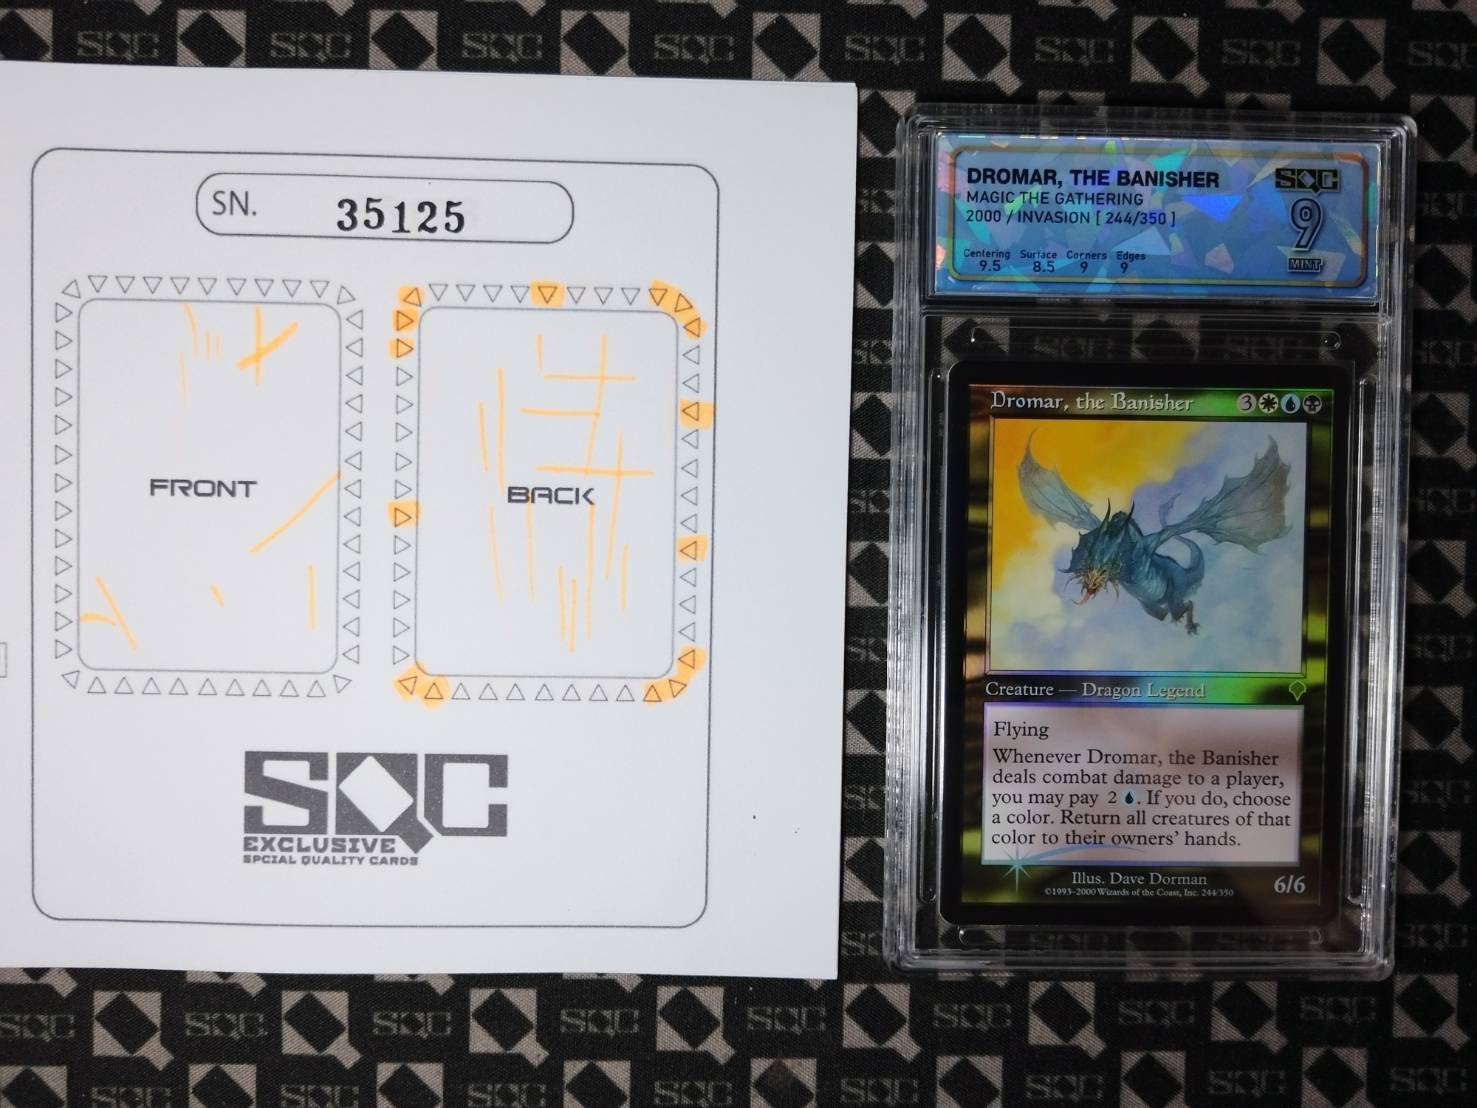 SN. 35125
FRONT
BACK
SQC
EXCLUSIVE
SPCIAL QUALITY CARDS
DROMAR, THE BANISHER
MAGIC THE GATHERING
2000 / INVASION [ 244/350 ]
Centering Surface Corners Edges
9.5 8.5 9 9
SQC
9
MINT
Dromar, the Banisher 3
Creature — Dragon Legend
Flying
Whenever Dromar, the Banisher
deals combat damage to a player,
you may pay 2 . If you do, choose
a color. Return all creatures of that
color to their owners' hands.
Illus. Dave Dorman
©1993–2000 Wizards of the Coast, Inc. 244/350
6/6